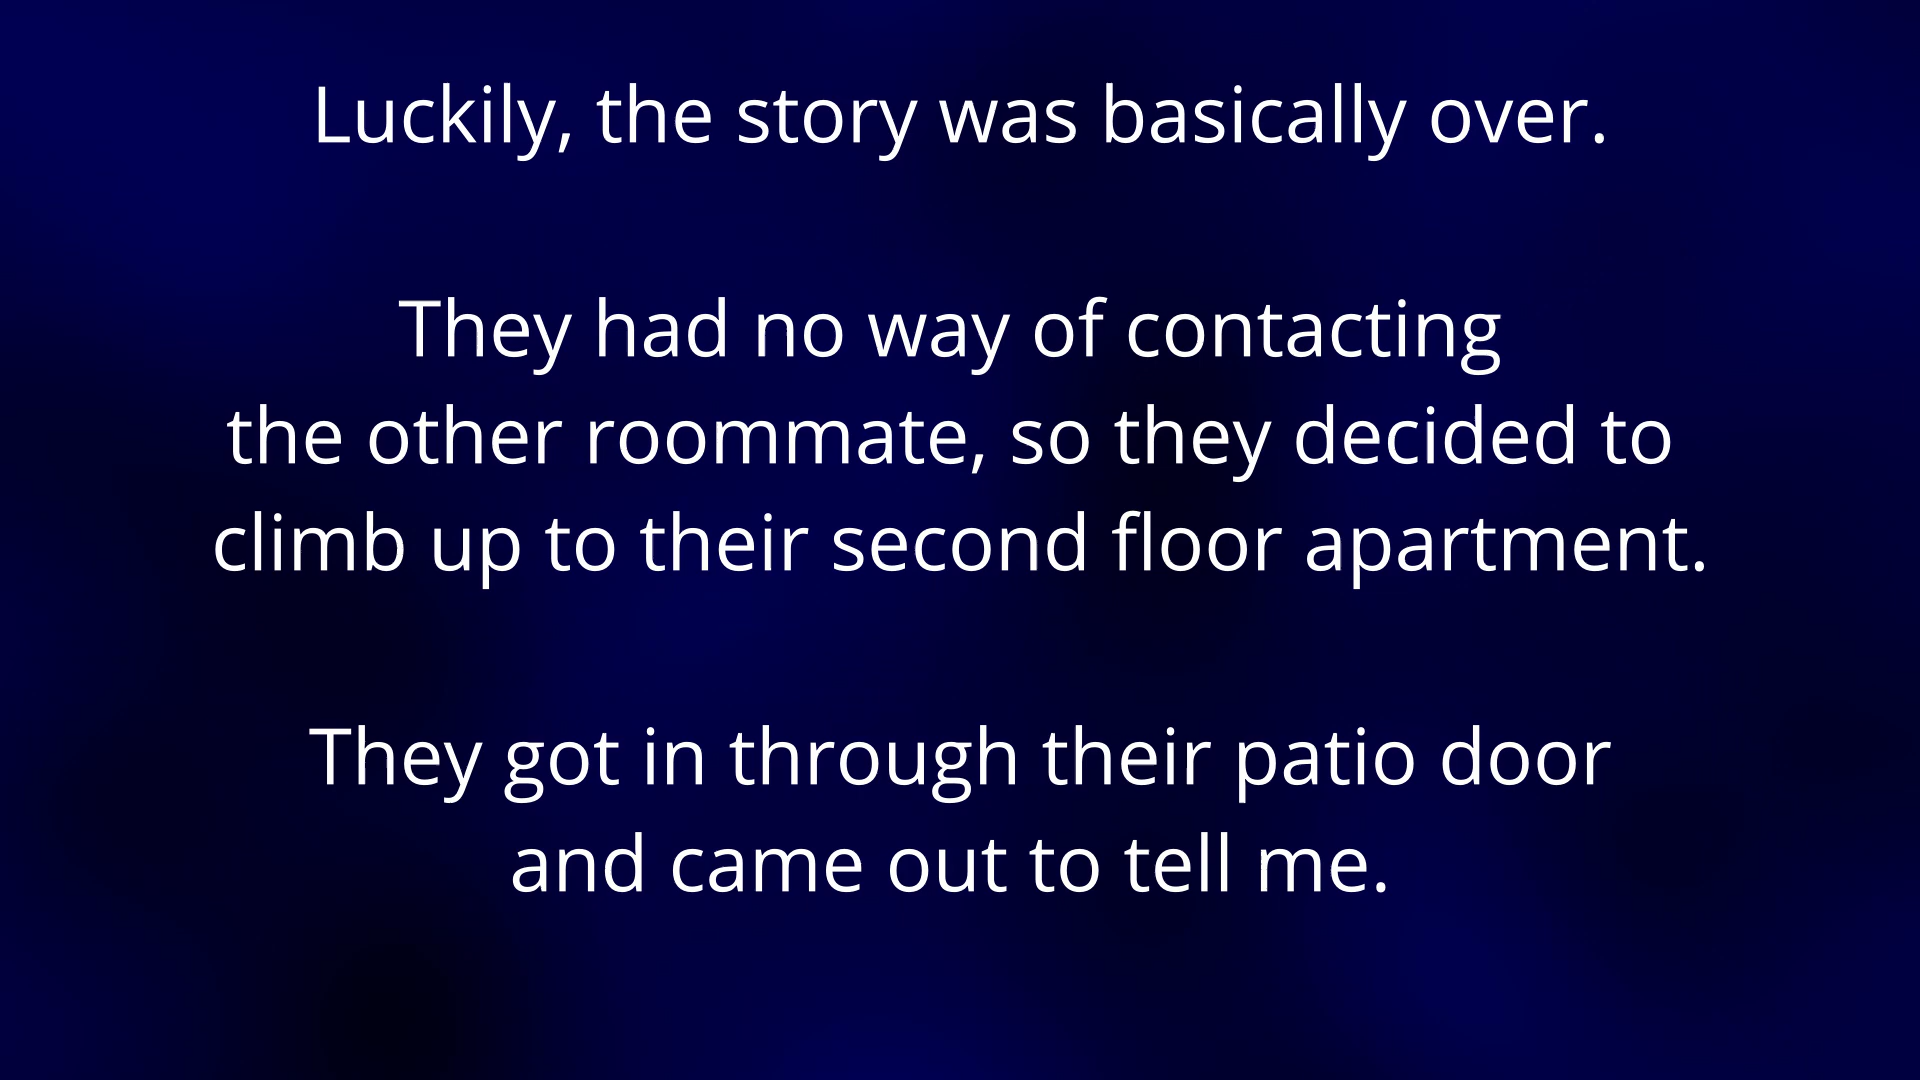 Luckily, the story was basically over.
They had no way of contacting
the other roommate, so they decided to
climb up to their second floor apartment.
They got in through their patio door
and came out to tell me.